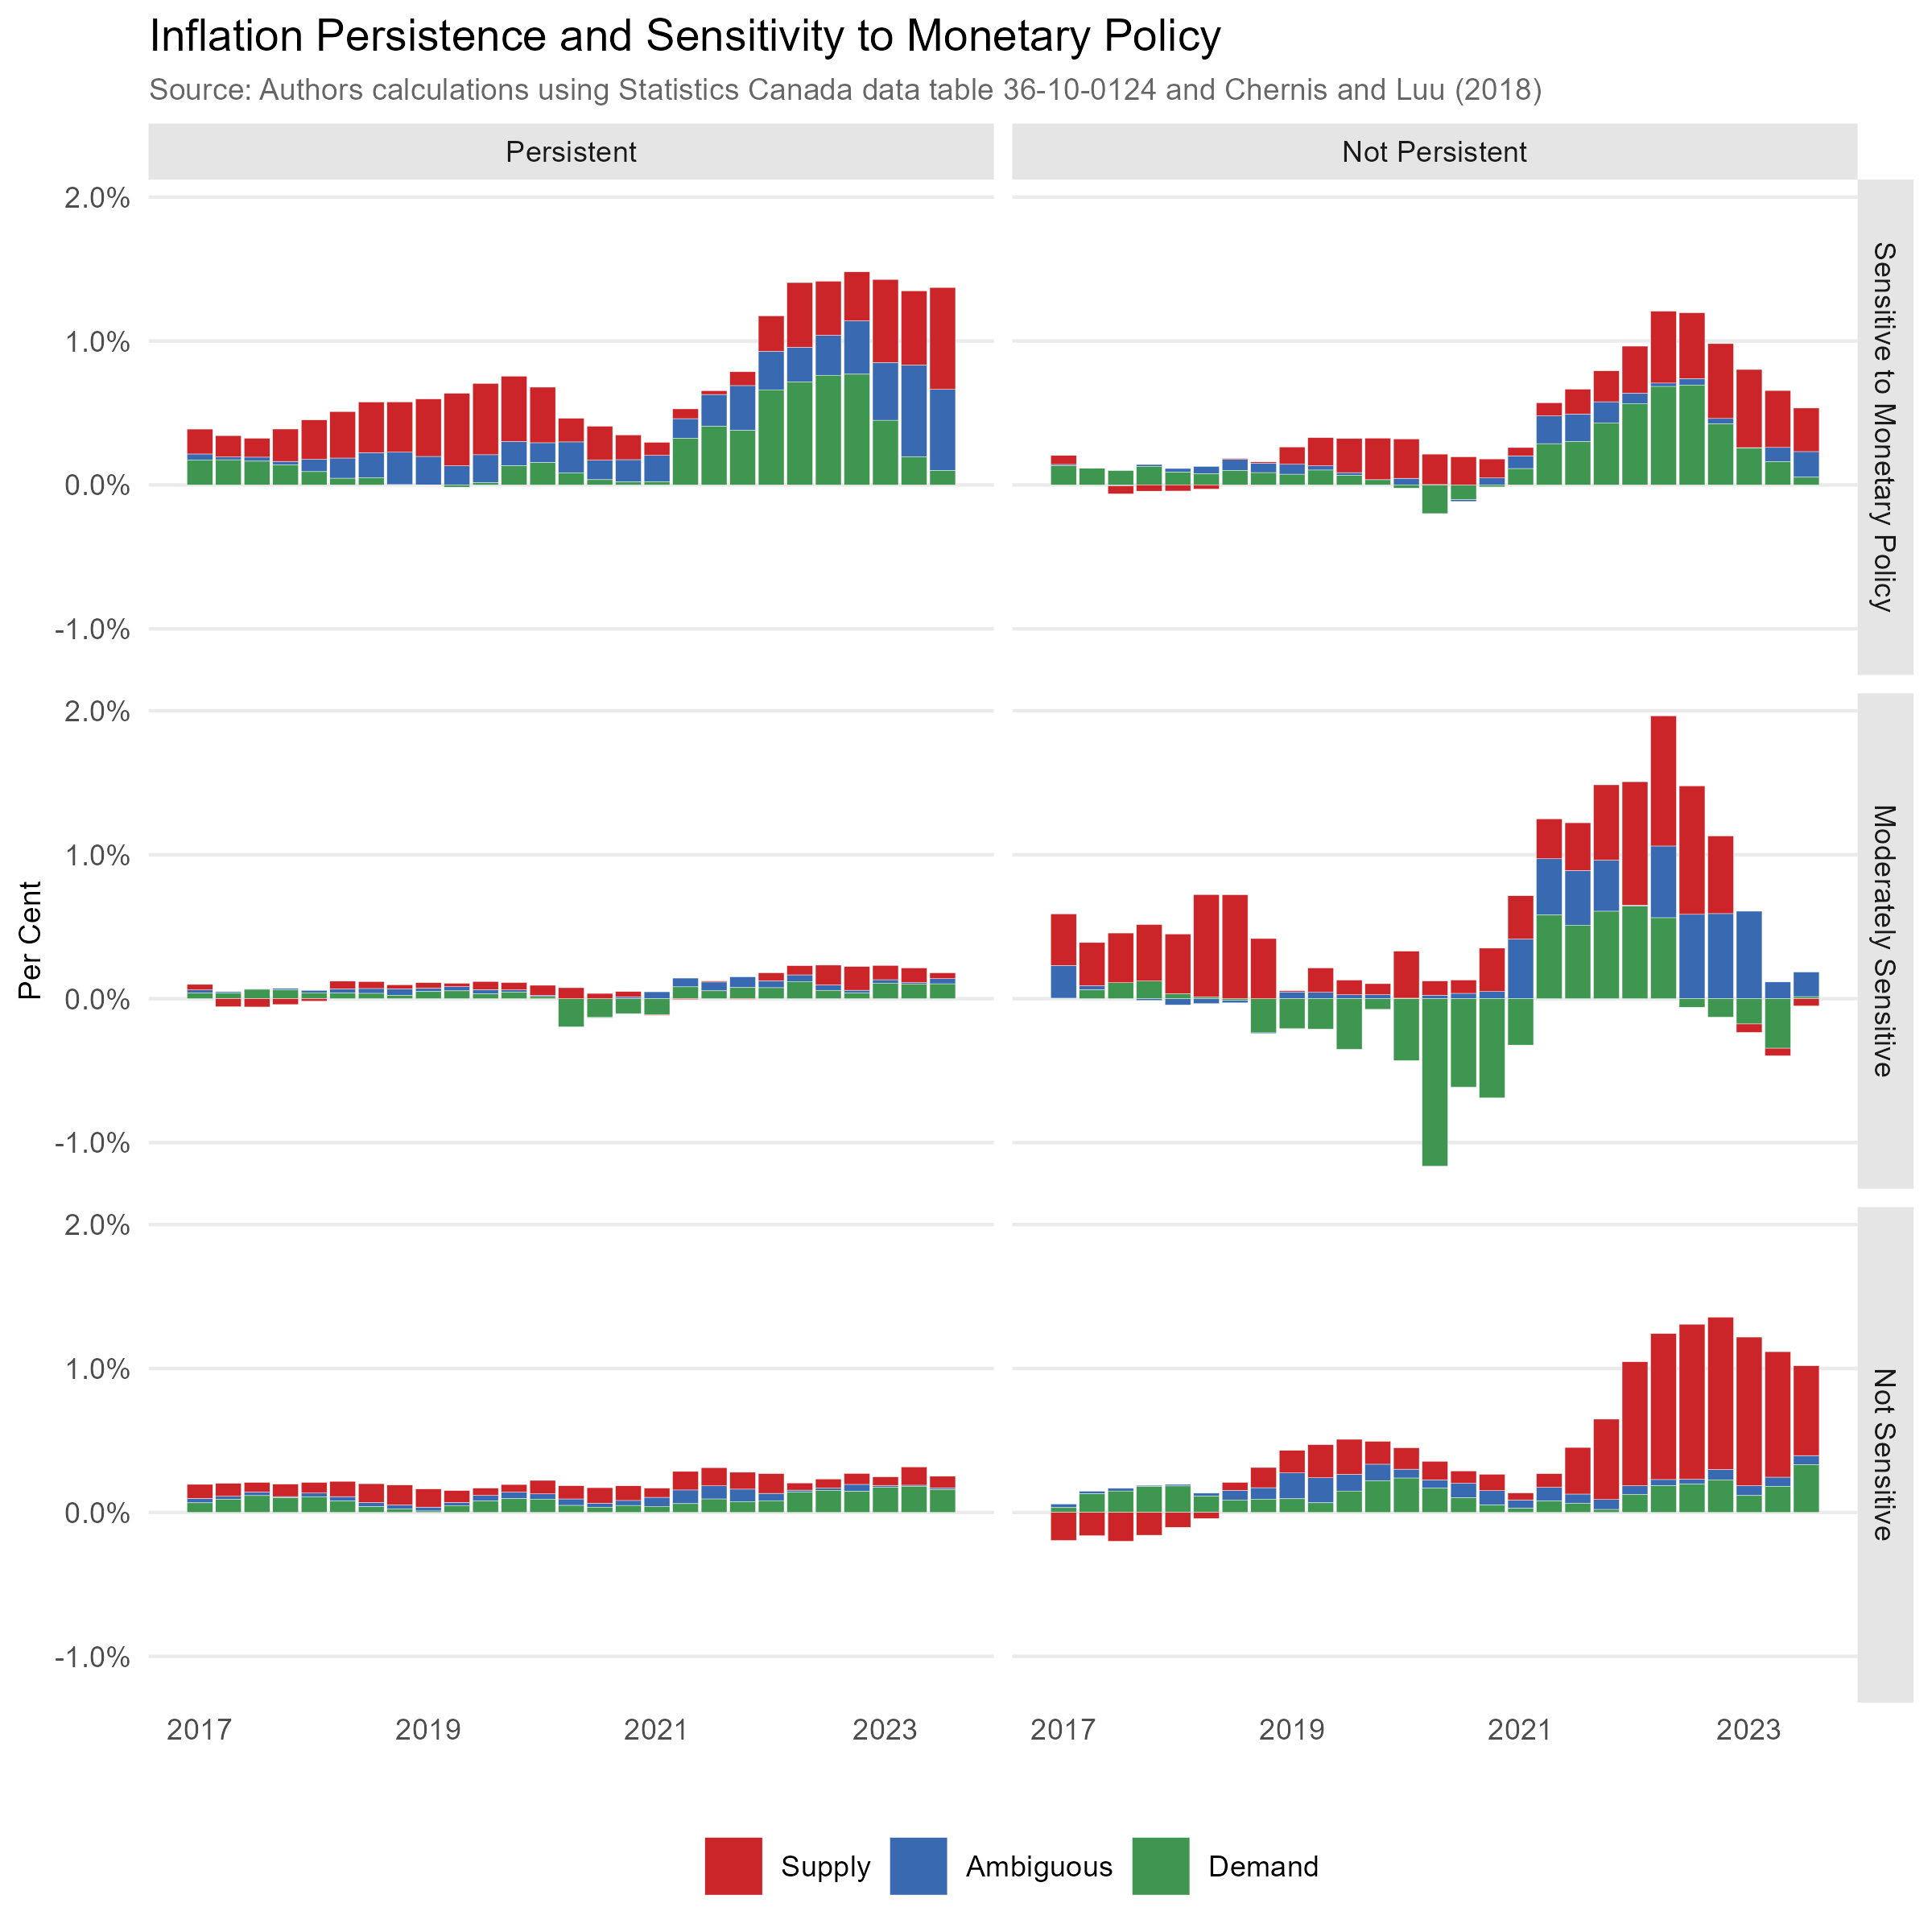 Inflation Persistence and Sensitivity to Monetary Policy
Source: Authors calculations using Statistics Canada data table 36-10-0124 and Chernis and Luu (2018)
Persistent
Not Persistent
2.0%
1.0%
0.0%
-1.0%
Sensitive to Monetary Policy
2.0%
1.0%
0.0%
-1.0%
Moderately Sensitive
Per Cent
2.0%
1.0%
0.0%
-1.0%
Not Sensitive
2017 2019 2021 2023
2017 2019 2021 2023
Supply Ambiguous Demand